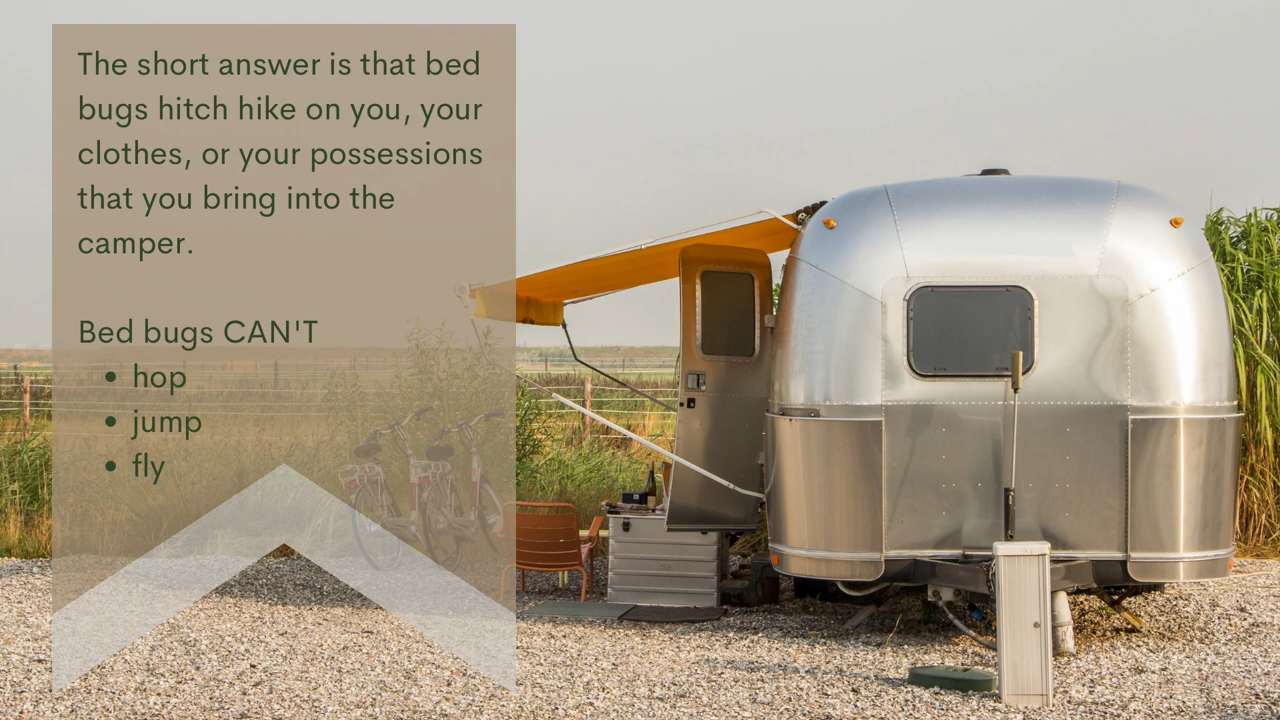 The short answer is that bed
bugs hitch hike on you, your
clothes, or your possessions
that you bring into the
camper.
Bed bugs CAN'T
• hop
• jump
• fly